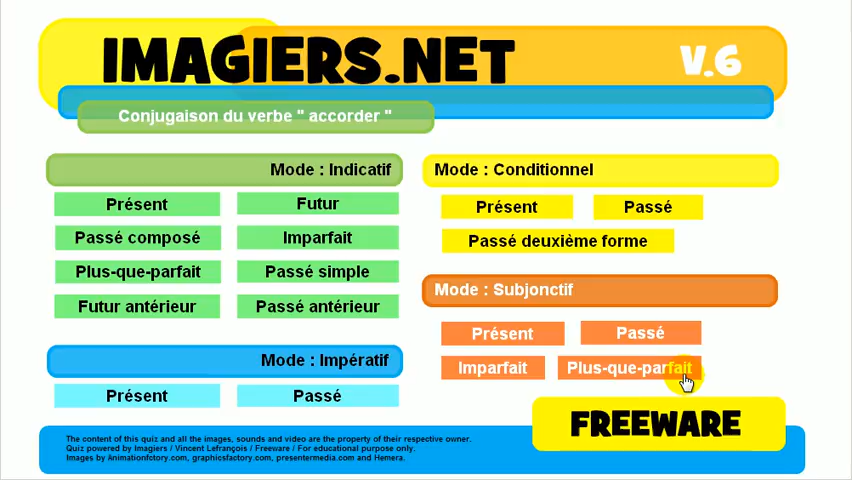 IMAGIERS.NET
V.6
Conjugaison du verbe " accorder "
Mode : Indicatif
Présent
Futur
Passé composé
Imparfait
Plus-que-parfait
Passé simple
Futur antérieur
Passé antérieur
Mode : Impératif
Présent
Passé
Mode : Conditionnel
Présent
Passé
Passé deuxième forme
Mode : Subjonctif
Présent
Passé
Imparfait
Plus-que-parfait
FREEWARE
The content of this quiz and all the images, sounds and video are the property of their respective owner.
Quiz powered by Imagiers / Vincent Lefrançois / Freeware / For educational purpose only.
Images by Animationfctory.com, graphicsfactory.com, presentermedia.com and Hemera.